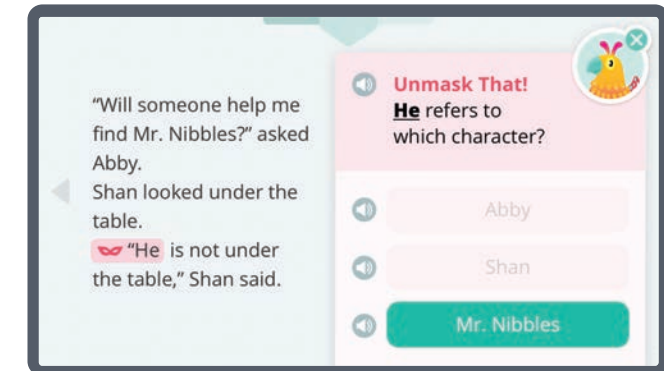 “Will someone help me
find Mr. Nibbles?” asked
Abby.
Shan looked under the
table.
“He is not under
the table,” Shan said.
Unmask That!
He refers to
which character?
Abby
Shan
Mr. Nibbles